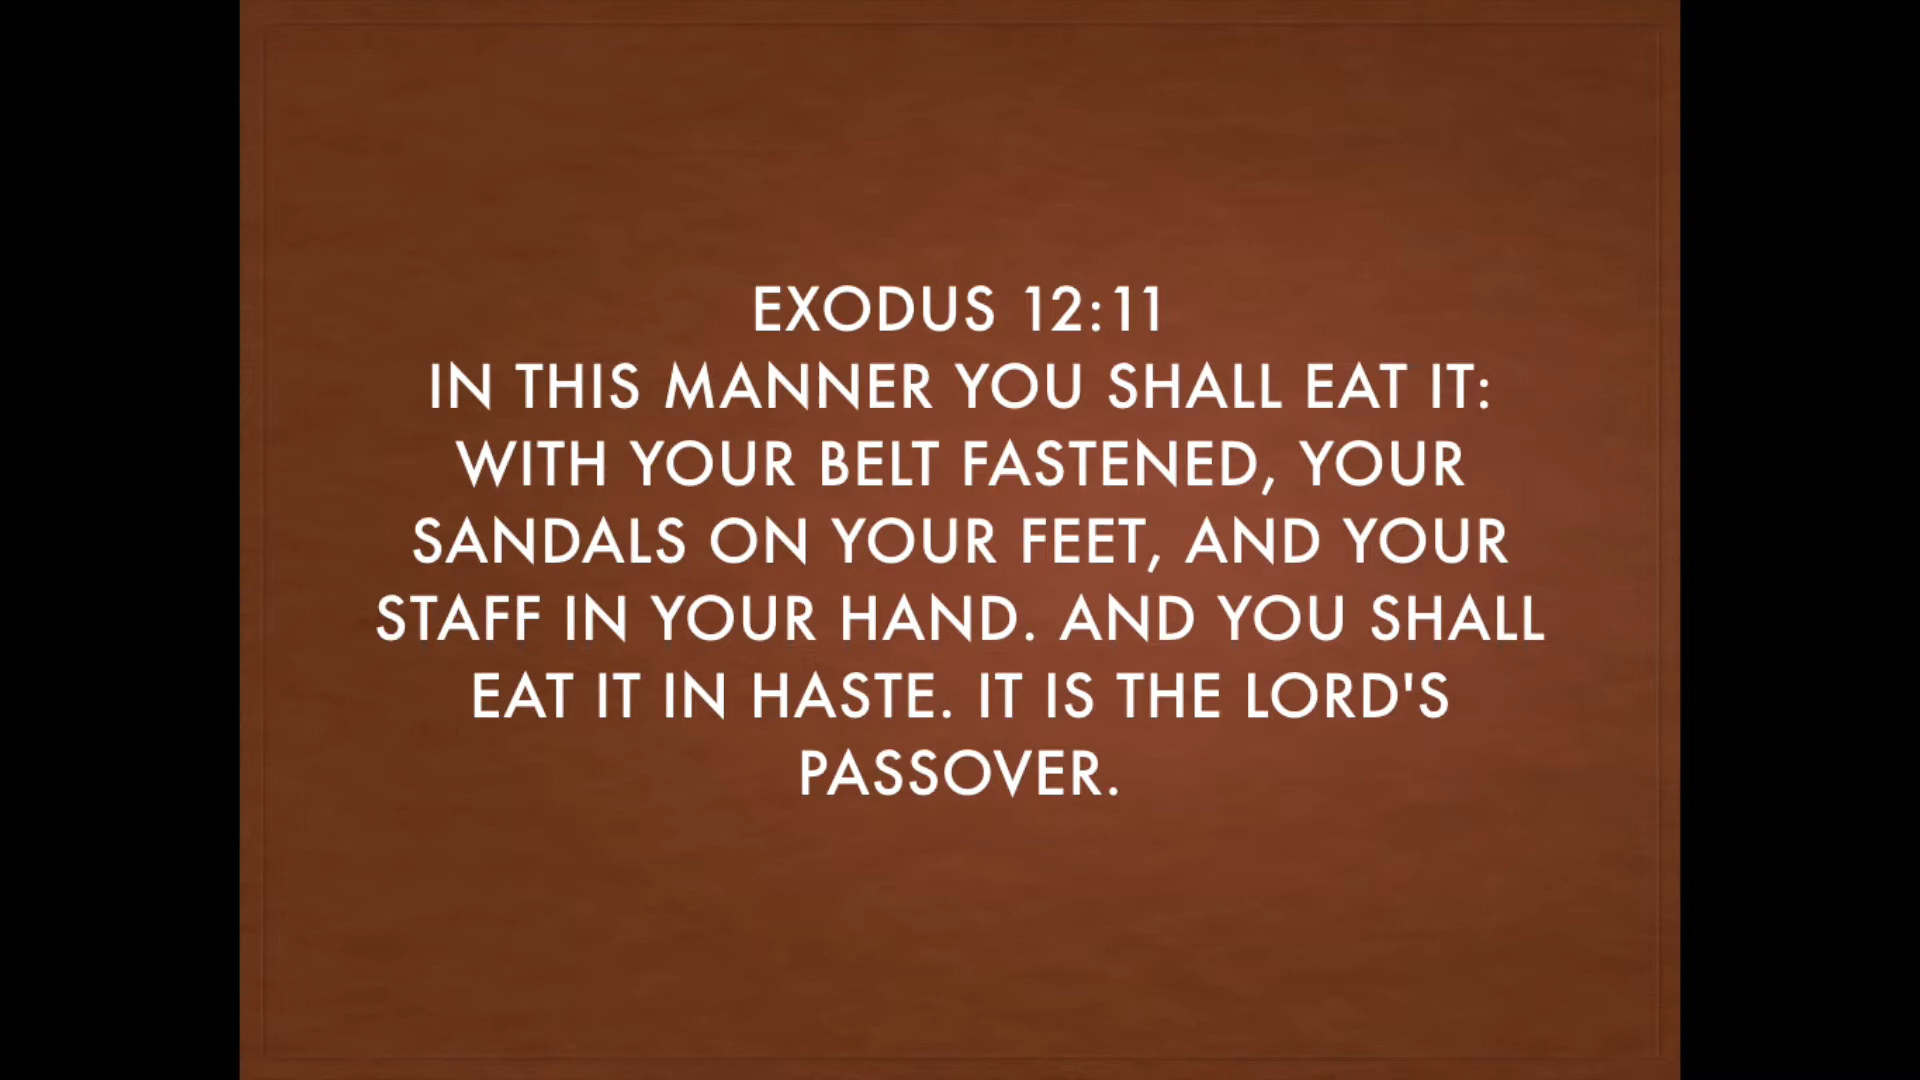 EXODUS 12:11
IN THIS MANNER YOU SHALL EAT IT:
WITH YOUR BELT FASTENED, YOUR
SANDALS ON YOUR FEET, AND YOUR
STAFF IN YOUR HAND. AND YOU SHALL
EAT IT IN HASTE. IT IS THE LORD'S
PASSOVER.